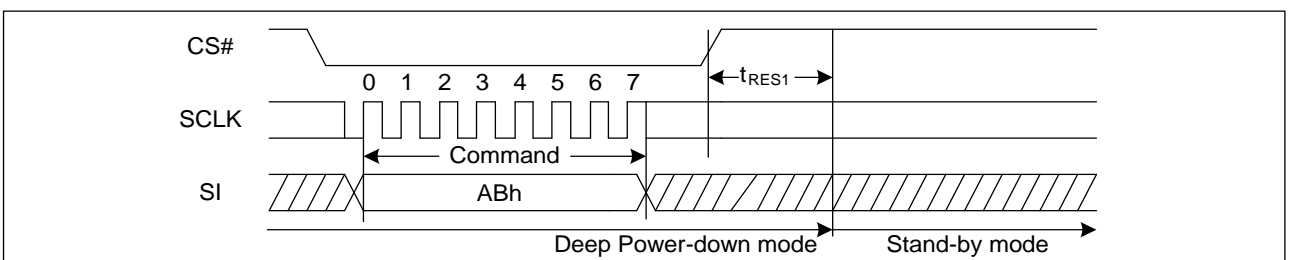 CS#
tRES1
0 1 2 3 4 5 6 7
SCLK
Command
SI
ABh
Deep Power-down mode
Stand-by mode